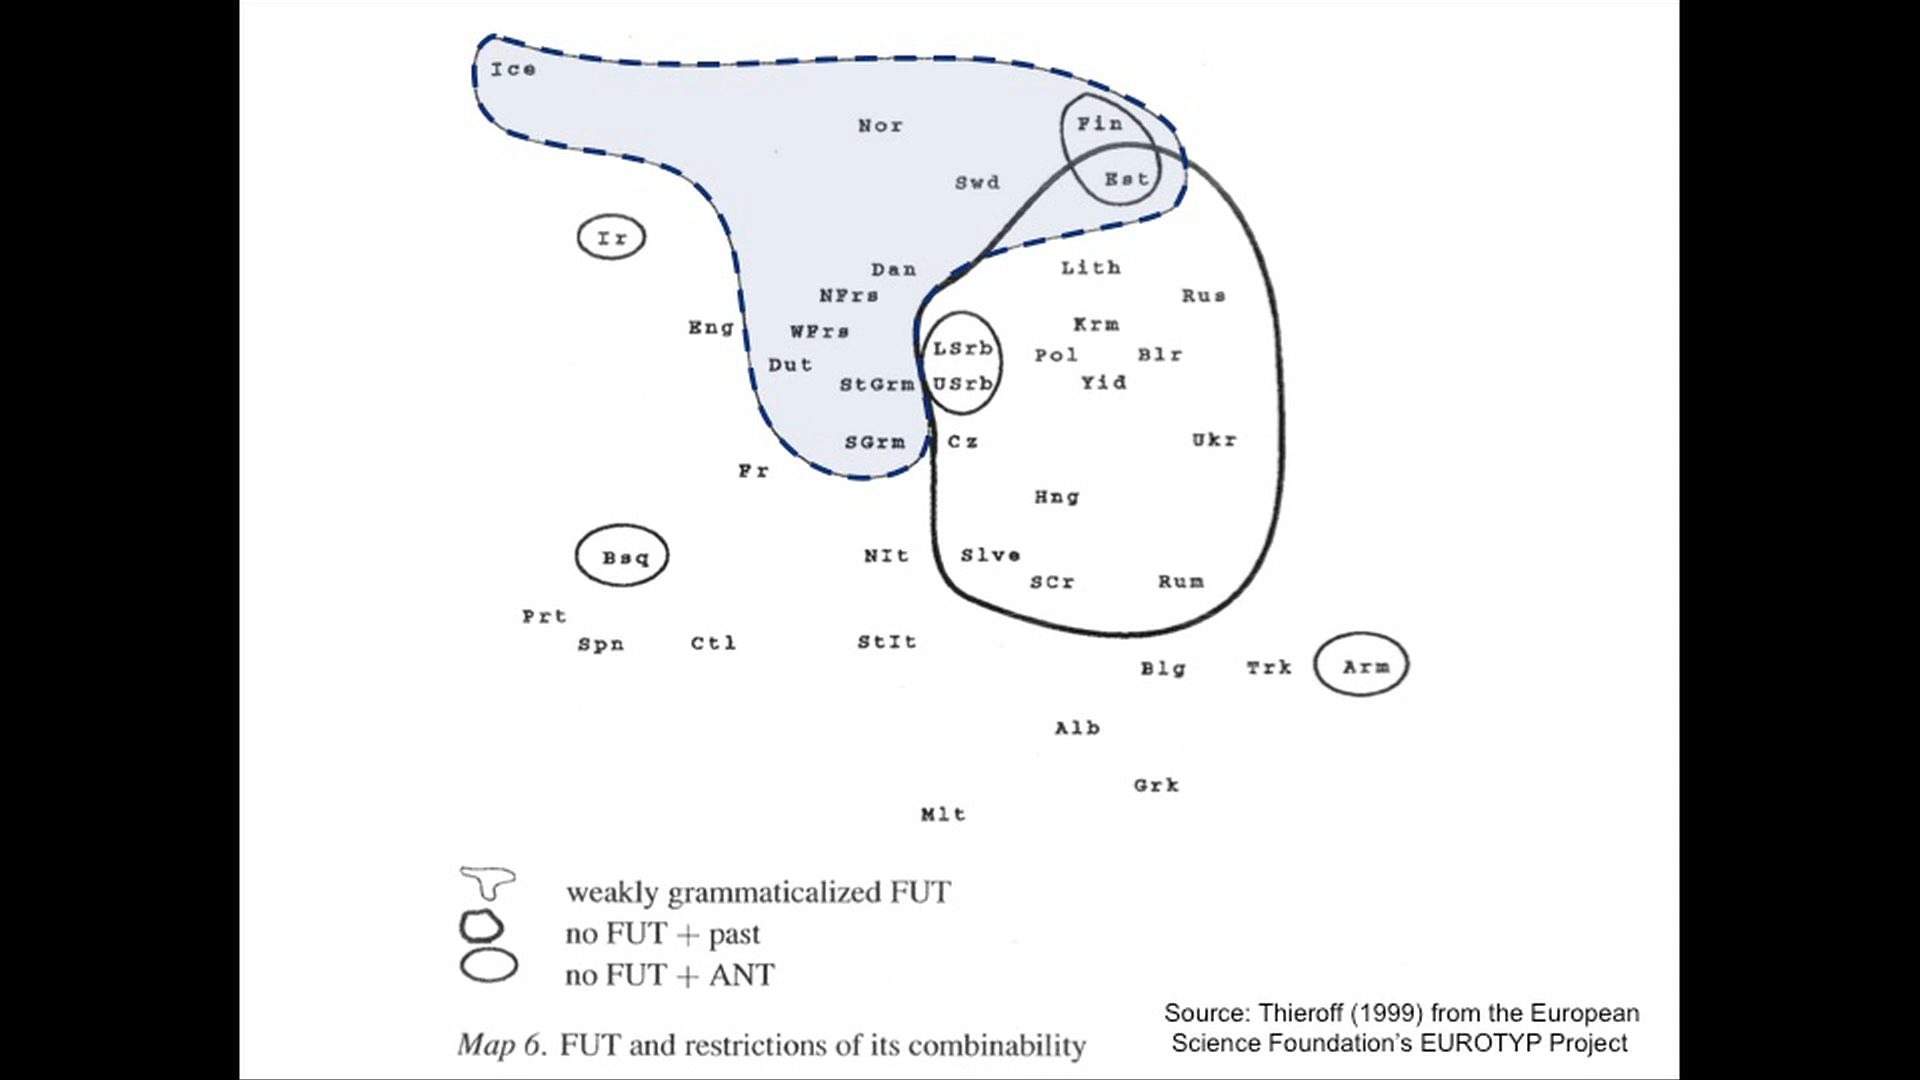 Ice
Nor
Fin
Swd
Est
Ir
Dan
Lith
NFrs
Rus
Eng
WFrs
Krm
LSrb
Pol
Blr
Dut
StGrm
USrb
Yid
SGrm
Cz
Ukr
Fr
Hng
Bsq
NIt
Slve
SCr
Rum
Prt
Spn
Ctl
StIt
Blg
Trk
Arm
Alb
Grk
Mlt
weakly grammaticalized FUT
no FUT + past
no FUT + ANT
Map 6. FUT and restrictions of its combinability
Source: Thieroff (1999) from the European
Science Foundation's EUROTYP Project